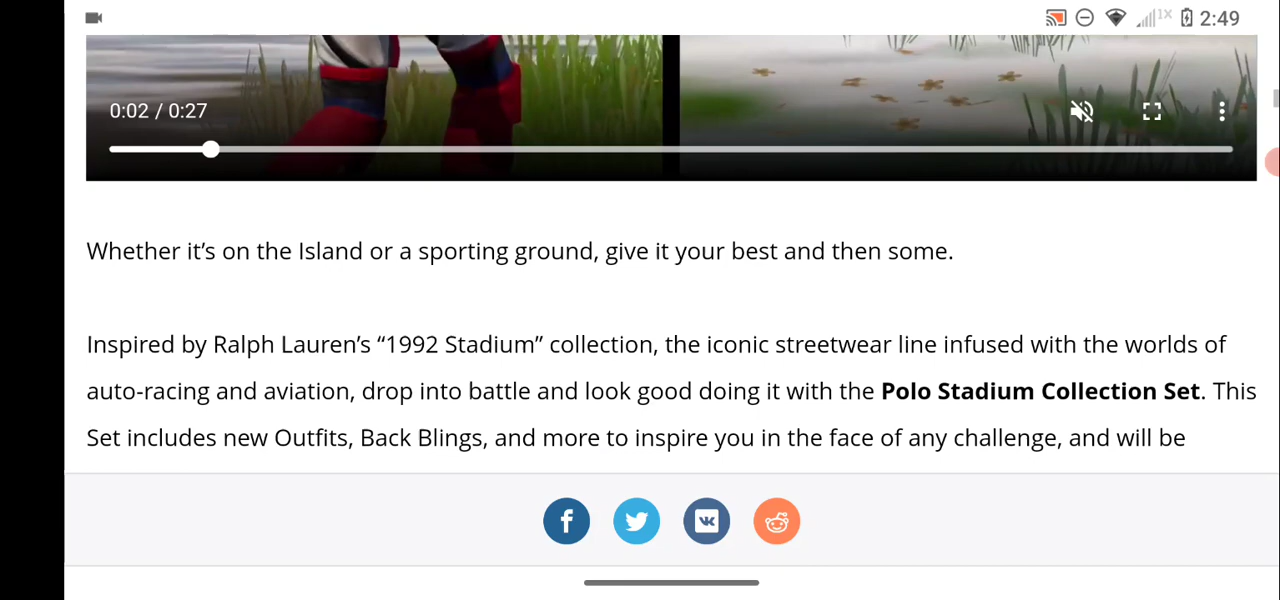 1X 2:49
0:02 / 0:27
Whether it’s on the Island or a sporting ground, give it your best and then some.
Inspired by Ralph Lauren’s “1992 Stadium” collection, the iconic streetwear line infused with the worlds of
auto-racing and aviation, drop into battle and look good doing it with the Polo Stadium Collection Set. This
Set includes new Outfits, Back Blings, and more to inspire you in the face of any challenge, and will be